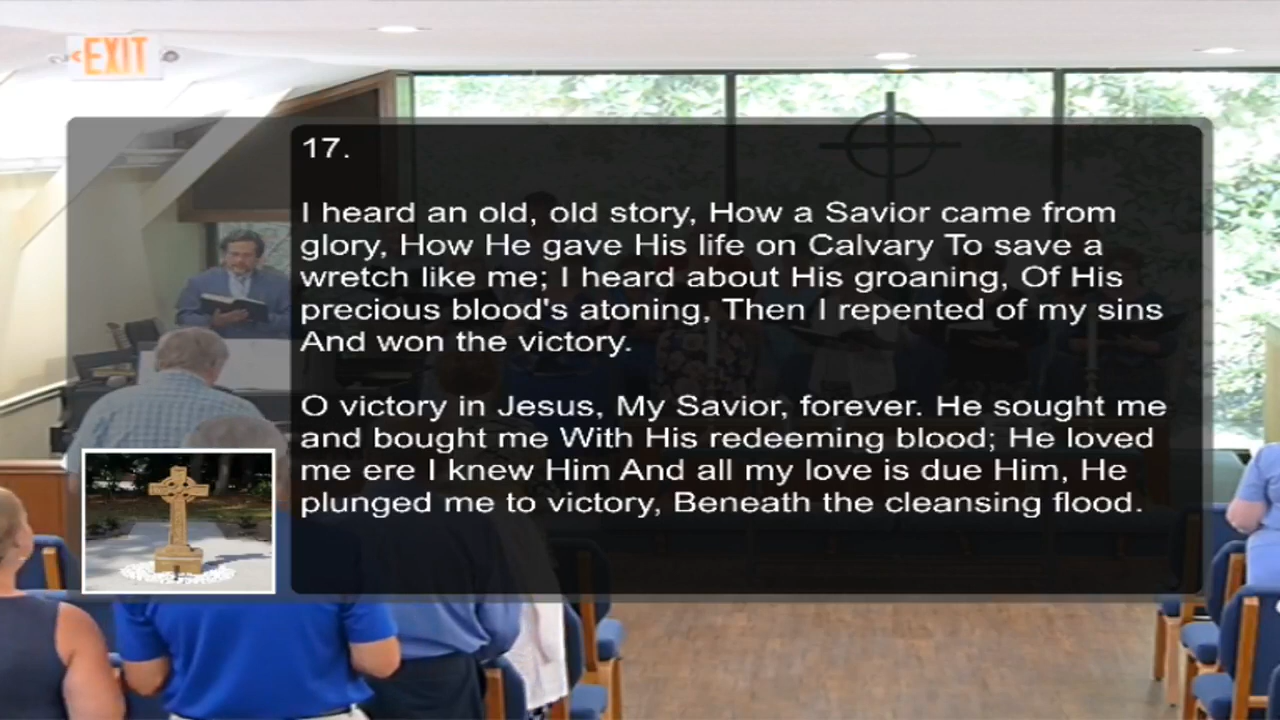 EXIT
17.
I heard an old, old story, How a Savior came from
glory, How He gave His life on Calvary To save a
wretch like me; I heard about His groaning, Of His
precious blood's atoning, Then I repented of my sins
And won the victory.
O victory in Jesus, My Savior, forever. He sought me
and bought me With His redeeming blood; He loved
me ere I knew Him And all my love is due Him, He
plunged me to victory, Beneath the cleansing flood.